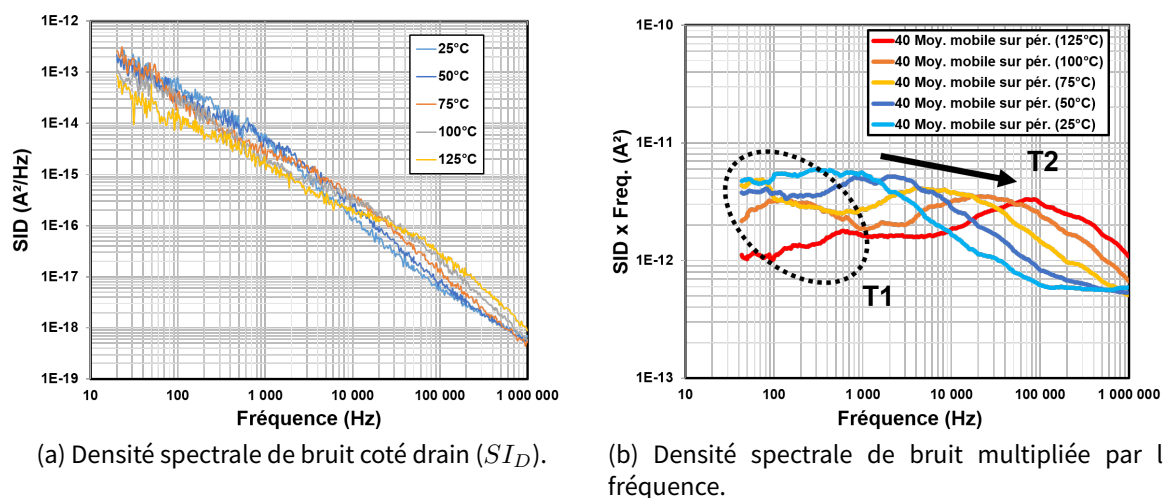 1E-12
1E-13
1E-14
1E-15
1E-16
1E-17
1E-18
1E-19
SID (A²/Hz)
25°C
50°C
75°C
100°C
125°C
10
100
1 000
10 000
100 000
1 000 000
Fréquence (Hz)
(a) Densité spectrale de bruit coté drain (SI_D).
1E-10
1E-11
1E-12
1E-13
SID x Freq. (A²)
40 Moy. mobile sur pér. (125°C)
40 Moy. mobile sur pér. (100°C)
40 Moy. mobile sur pér. (75°C)
40 Moy. mobile sur pér. (50°C)
40 Moy. mobile sur pér. (25°C)
T2
T1
10
100
1 000
10 000
100 000
1 000 000
Fréquence (Hz)
(b) Densité spectrale de bruit multipliée par l
fréquence.